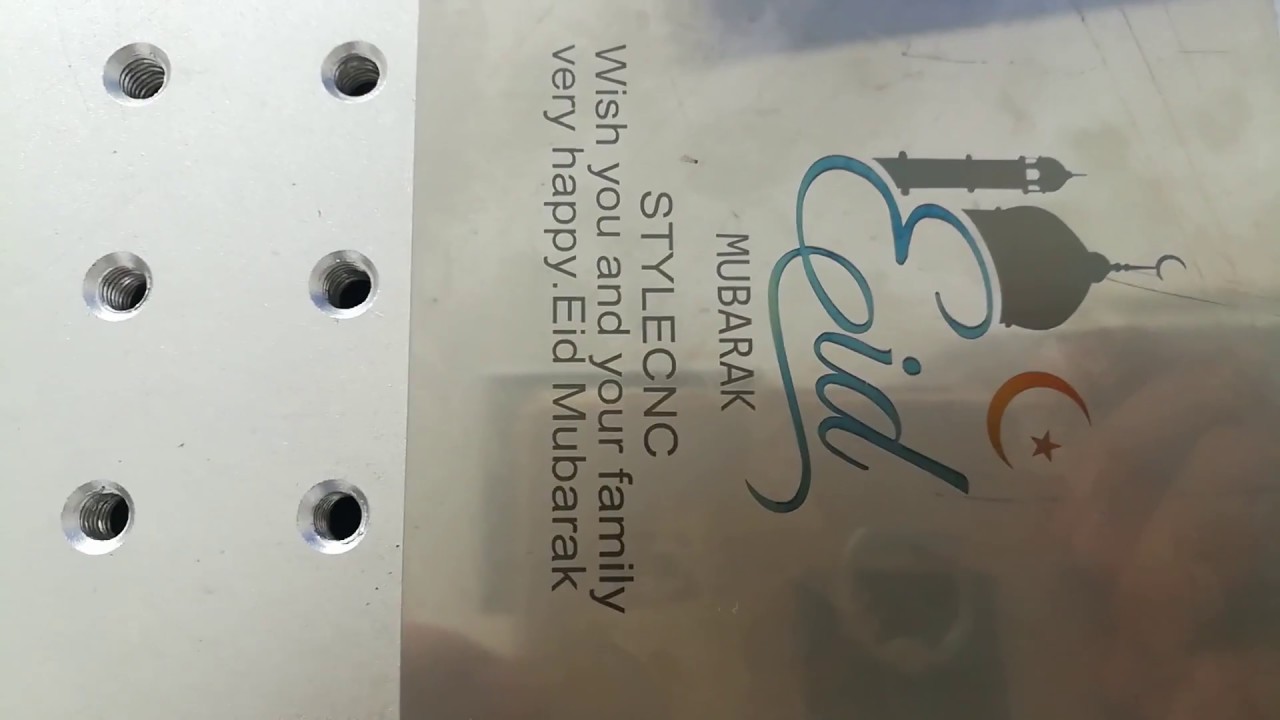 Eid
MUBARAK
STYLECNC
Wish you and your family
very happy.Eid Mubarak